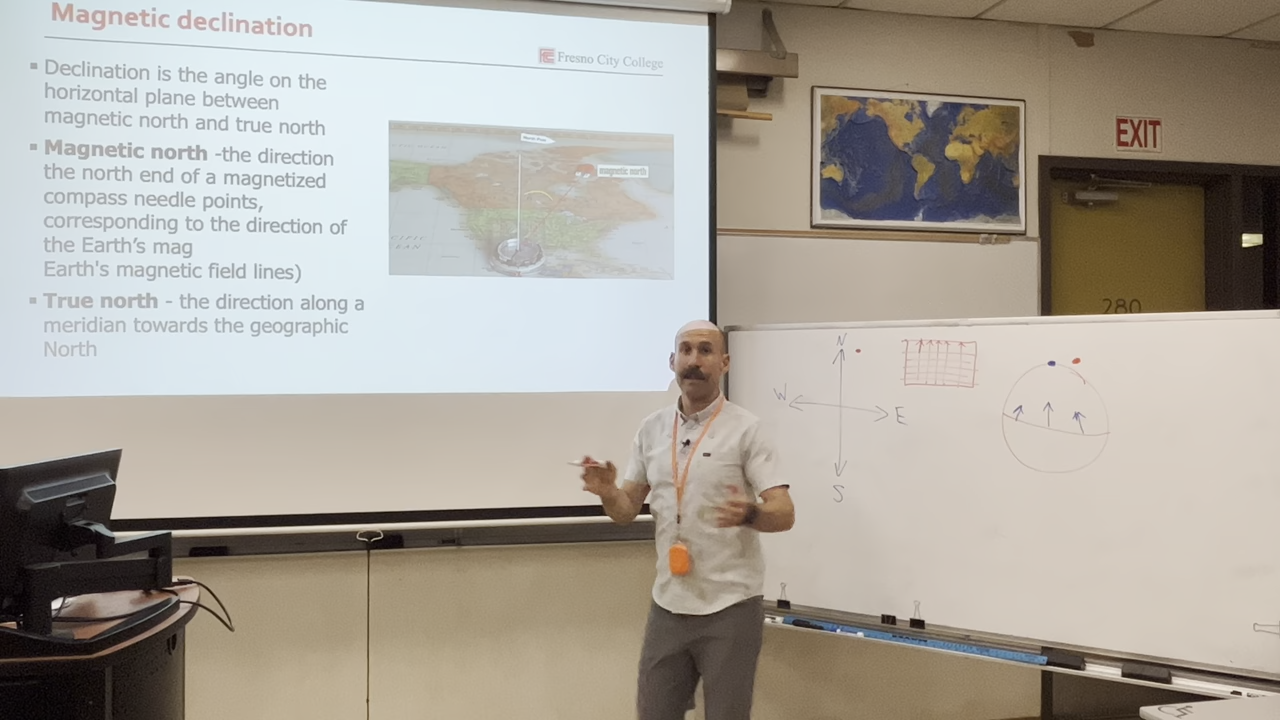 Magnetic declination
Fresno City College
Declination is the angle on the
horizontal plane between
magnetic north and true north
Magnetic north -the direction
the north end of a magnetized
compass needle points,
corresponding to the direction of
the Earth's mag
Earth's magnetic field lines)
True north - the direction along a
meridian towards the geographic
North
magnetic north
EXIT
280
N
W
E
S